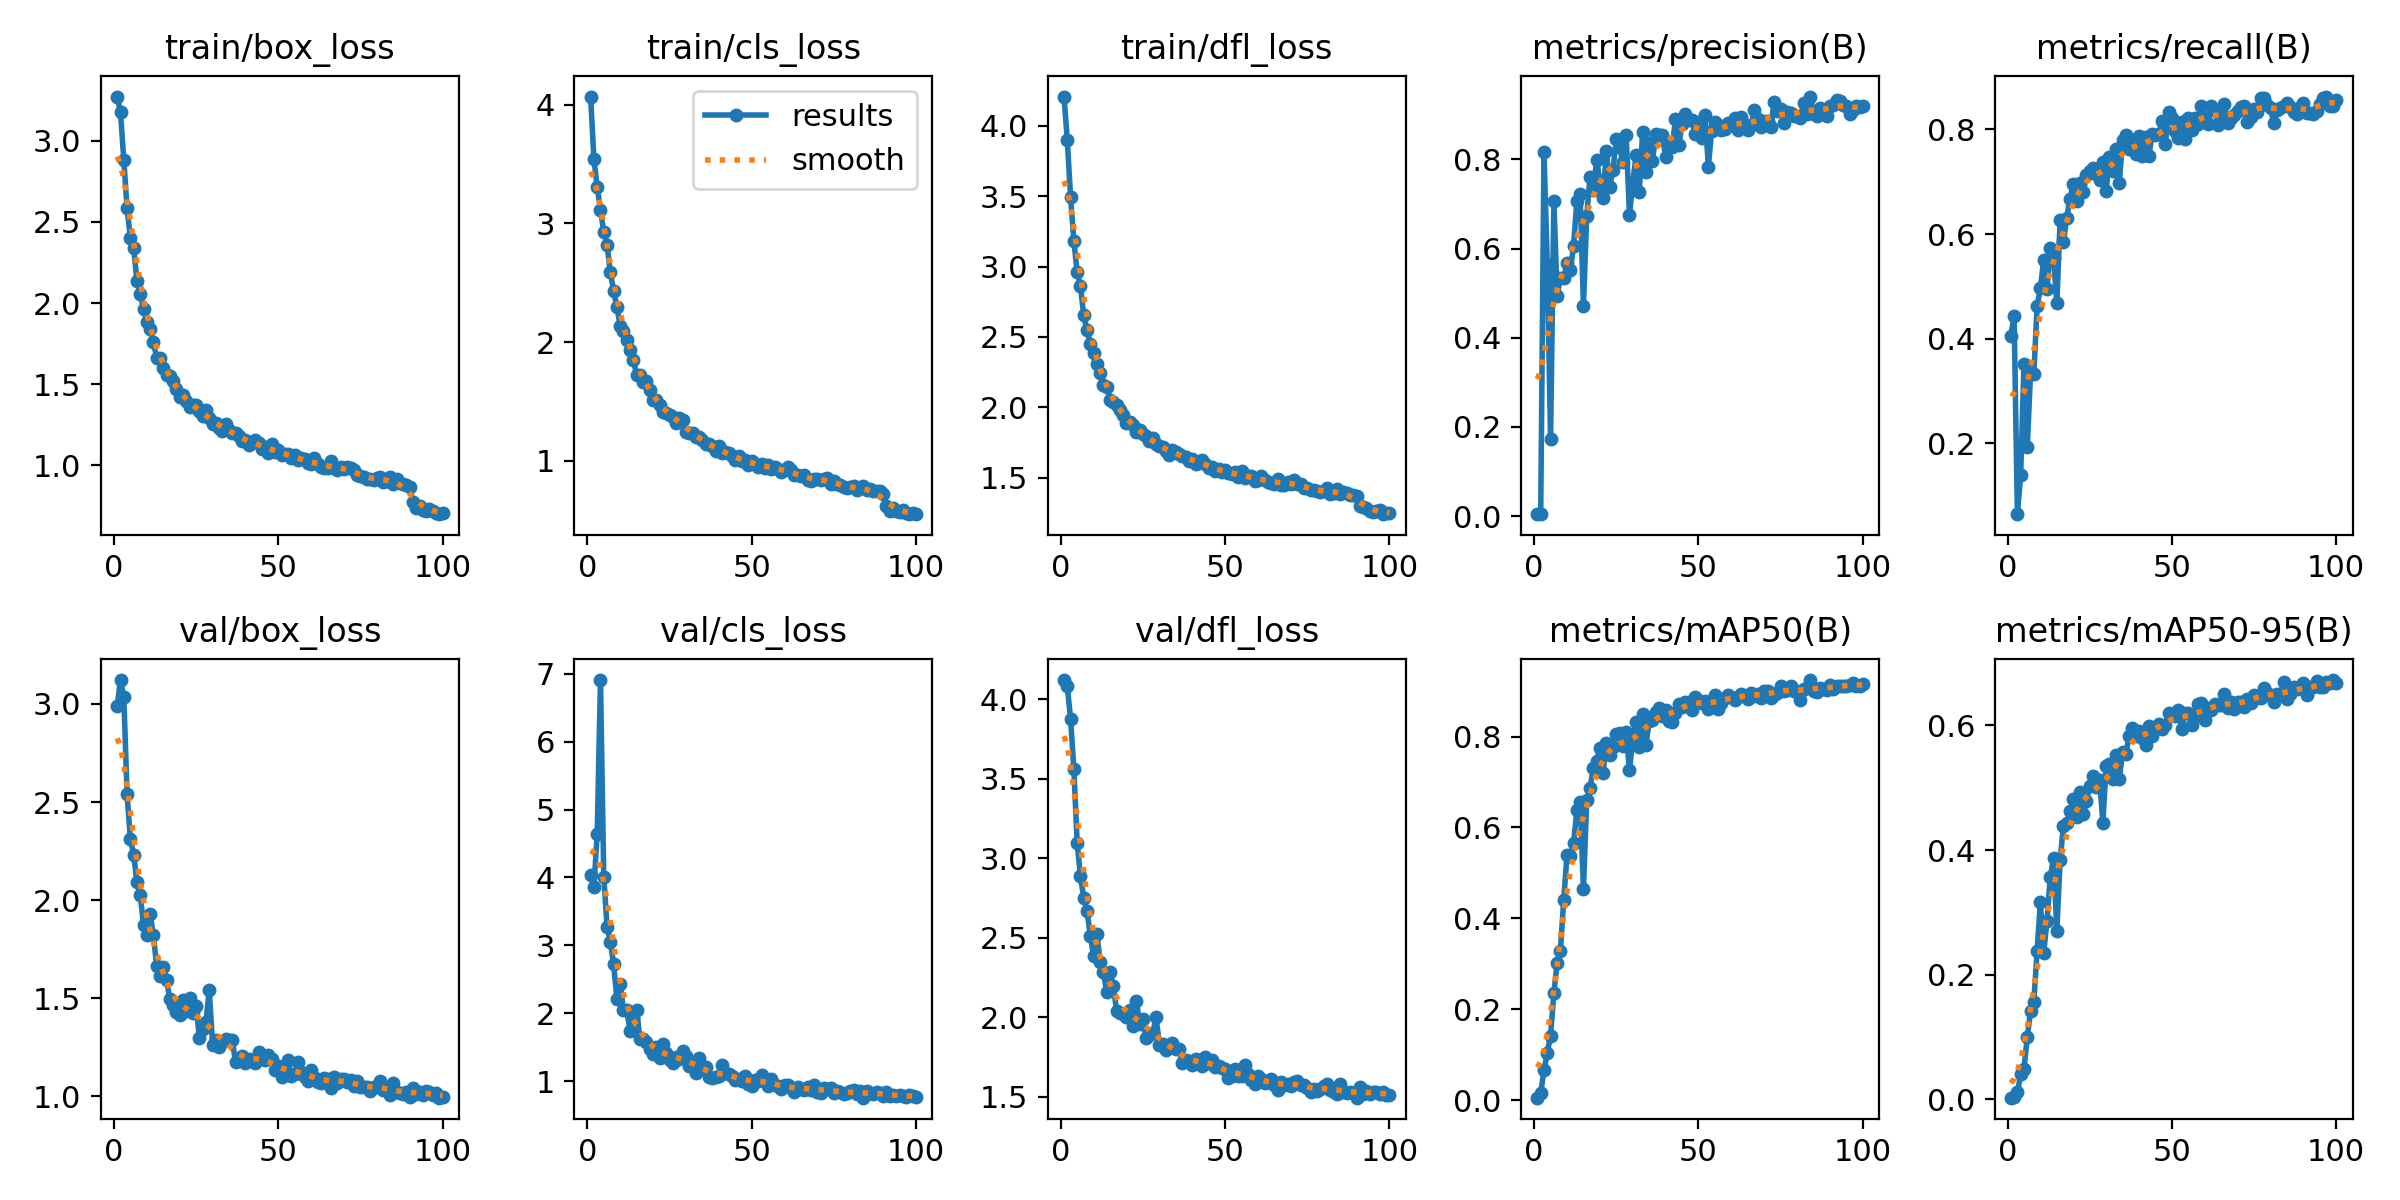 train/box_loss
train/cls_loss
train/dfl_loss
metrics/precision(B)
metrics/recall(B)
3.0
2.5
2.0
1.5
1.0
0 50 100
results
smooth
4
3
2
1
0 50 100
4.0
3.5
3.0
2.5
2.0
1.5
0 50 100
0.8
0.6
0.4
0.2
0.0
0 50 100
0.8
0.6
0.4
0.2
0 50 100
val/box_loss
val/cls_loss
val/dfl_loss
metrics/mAP50(B)
metrics/mAP50-95(B)
3.0
2.5
2.0
1.5
1.0
0 50 100
7
6
5
4
3
2
1
0 50 100
4.0
3.5
3.0
2.5
2.0
1.5
0 50 100
0.8
0.6
0.4
0.2
0.0
0 50 100
0.6
0.4
0.2
0.0
0 50 100